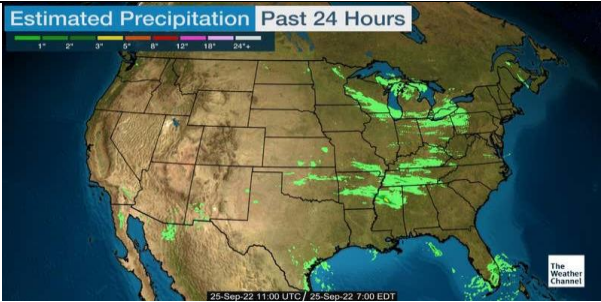 Estimated Precipitation Past 24 Hours
1" 2" 3" 5" 8" 12" 18" 24"+
The
Weather
Channel
25-Sep-22 11:00 UTC / 25-Sep-22 7:00 EDT